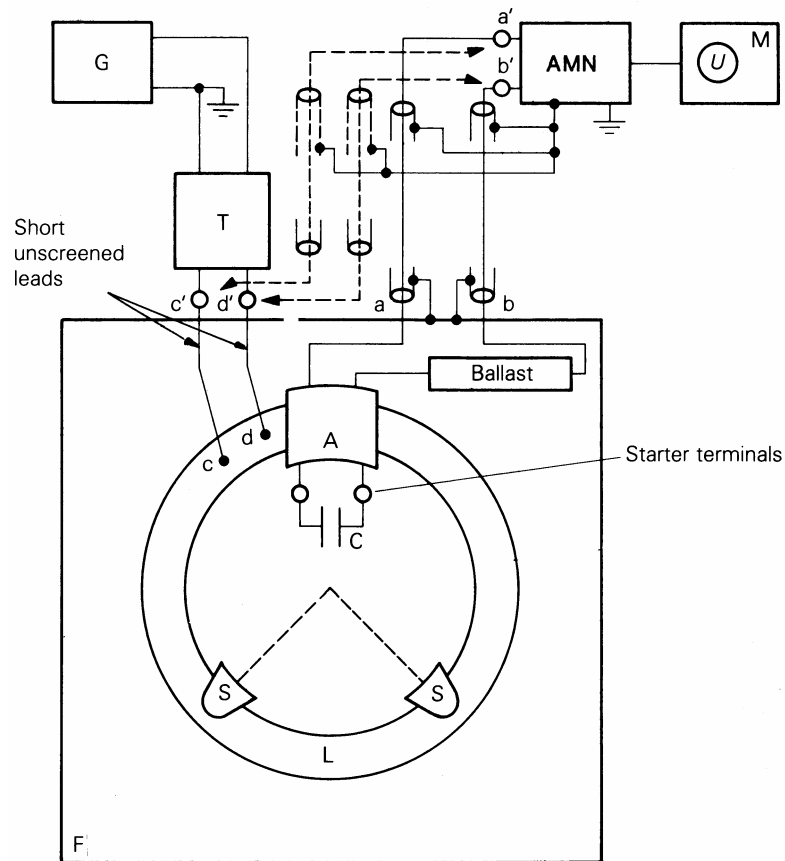 G
T
Short
unscreened
leads
c′
d′
a′
b′
AMN
U
M
a
b
Ballast
A
d
c
Starter terminals
C
S
S
L
F